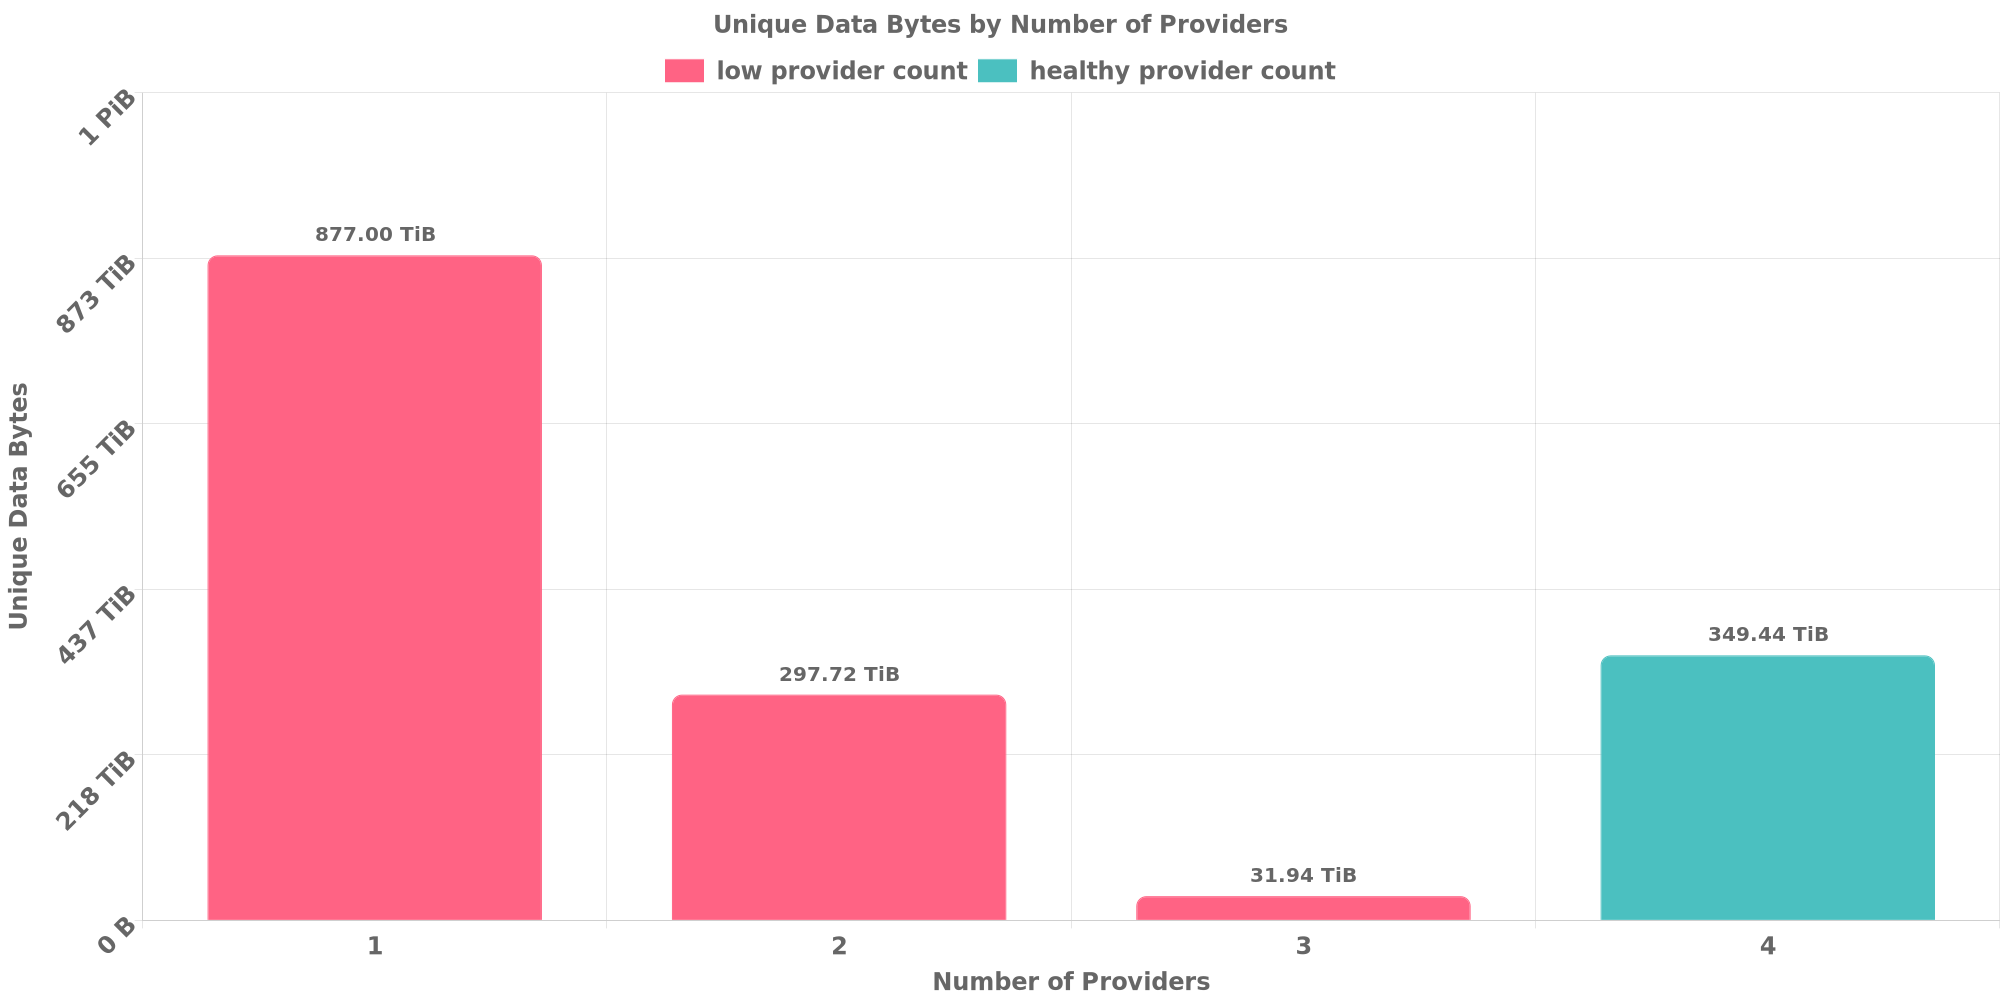 Unique Data Bytes by Number of Providers
low provider count healthy provider count
1 PiB
873 TiB
655 TiB
437 TiB
218 TiB
0 B
Unique Data Bytes
877.00 TiB
297.72 TiB
31.94 TiB
349.44 TiB
1 2 3 4
Number of Providers